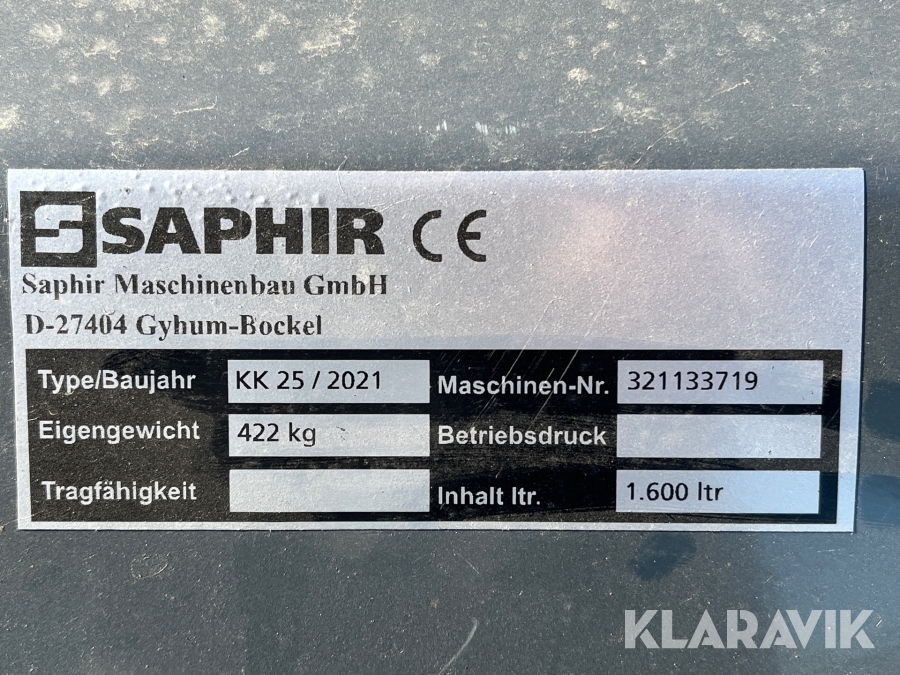 SAPHIR CE
Saphir Maschinenbau GmbH
D-27404 Gyhum-Bockel
Type/Baujahr KK 25 / 2021 Maschinen-Nr. 321133719
Eigengewicht 422 kg Betriebsdruck
Tragfähigkeit Inhalt ltr. 1.600 ltr
KLARAVIK